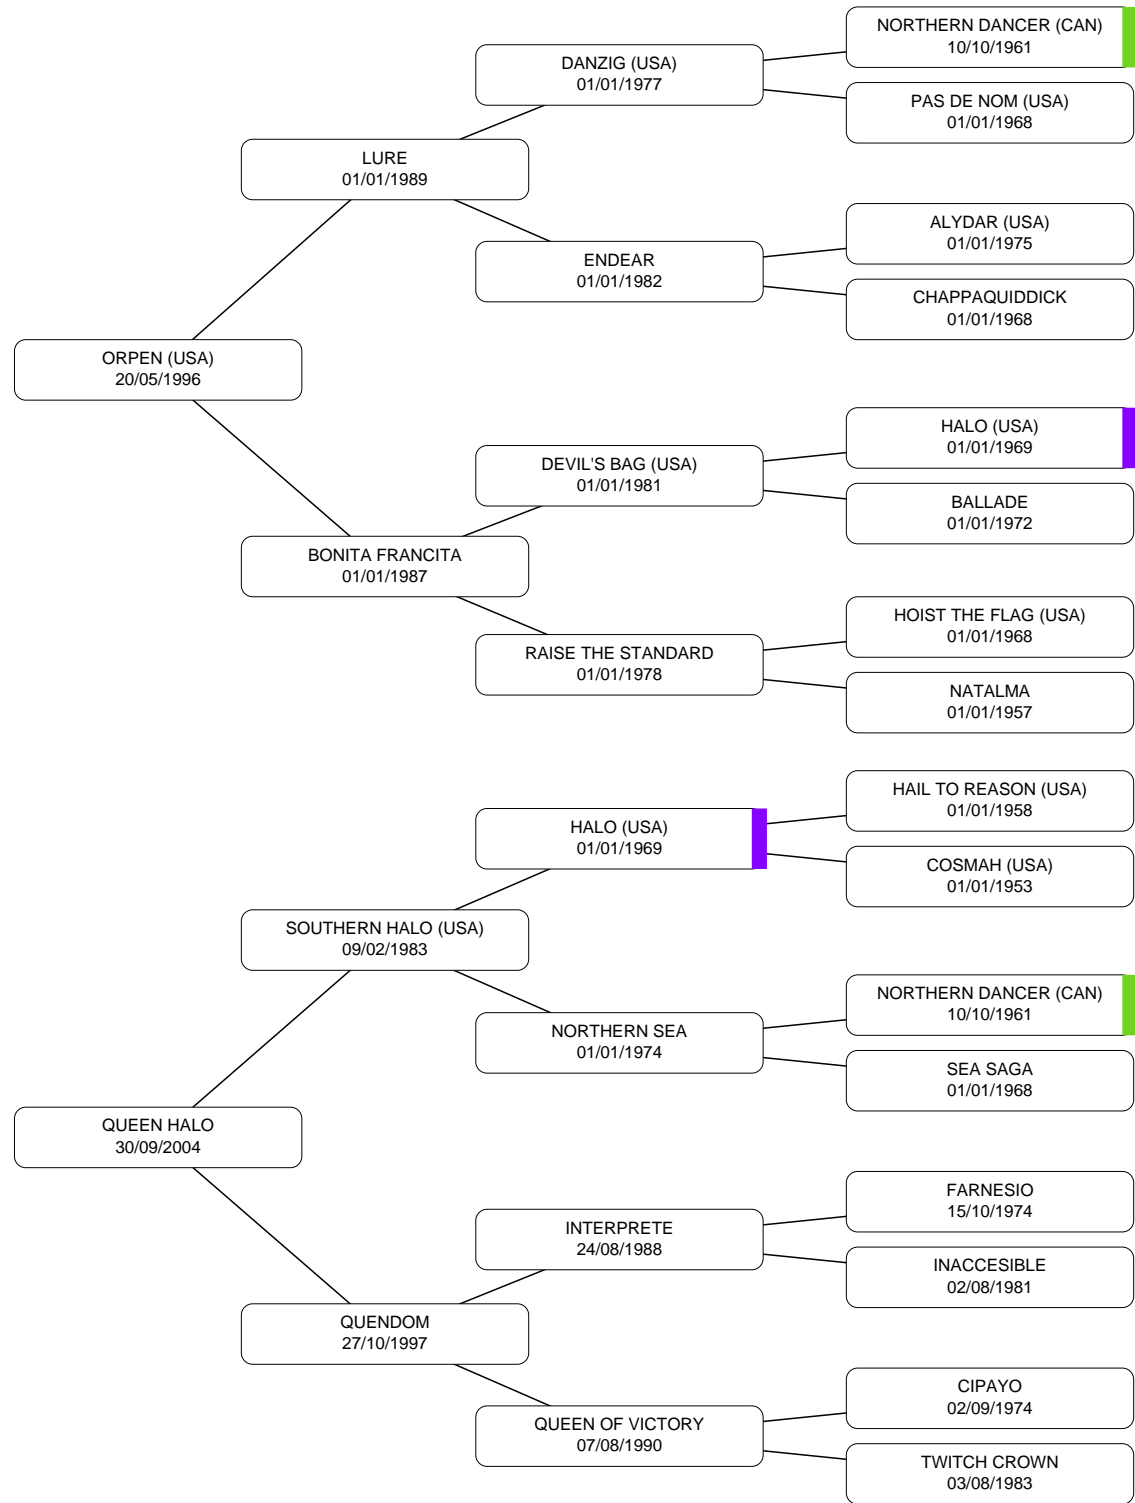 NORTHERN DANCER (CAN)
10/10/1961
DANZIG (USA)
01/01/1977
PAS DE NOM (USA)
01/01/1968
LURE
01/01/1989
ALYDAR (USA)
01/01/1975
ENDEAR
01/01/1982
CHAPPAQUIDDICK
01/01/1968
ORPEN (USA)
20/05/1996
HALO (USA)
01/01/1969
DEVIL'S BAG (USA)
01/01/1981
BALLADE
01/01/1972
BONITA FRANCITA
01/01/1987
HOIST THE FLAG (USA)
01/01/1968
RAISE THE STANDARD
01/01/1978
NATALMA
01/01/1957
HAIL TO REASON (USA)
01/01/1958
HALO (USA)
01/01/1969
COSMAH (USA)
01/01/1953
SOUTHERN HALO (USA)
09/02/1983
NORTHERN DANCER (CAN)
10/10/1961
NORTHERN SEA
01/01/1974
SEA SAGA
01/01/1968
QUEEN HALO
30/09/2004
FARNESIO
15/10/1974
INTERPRETE
24/08/1988
INACCESIBLE
02/08/1981
QUENDOM
27/10/1997
CIPAYO
02/09/1974
QUEEN OF VICTORY
07/08/1990
TWITCH CROWN
03/08/1983